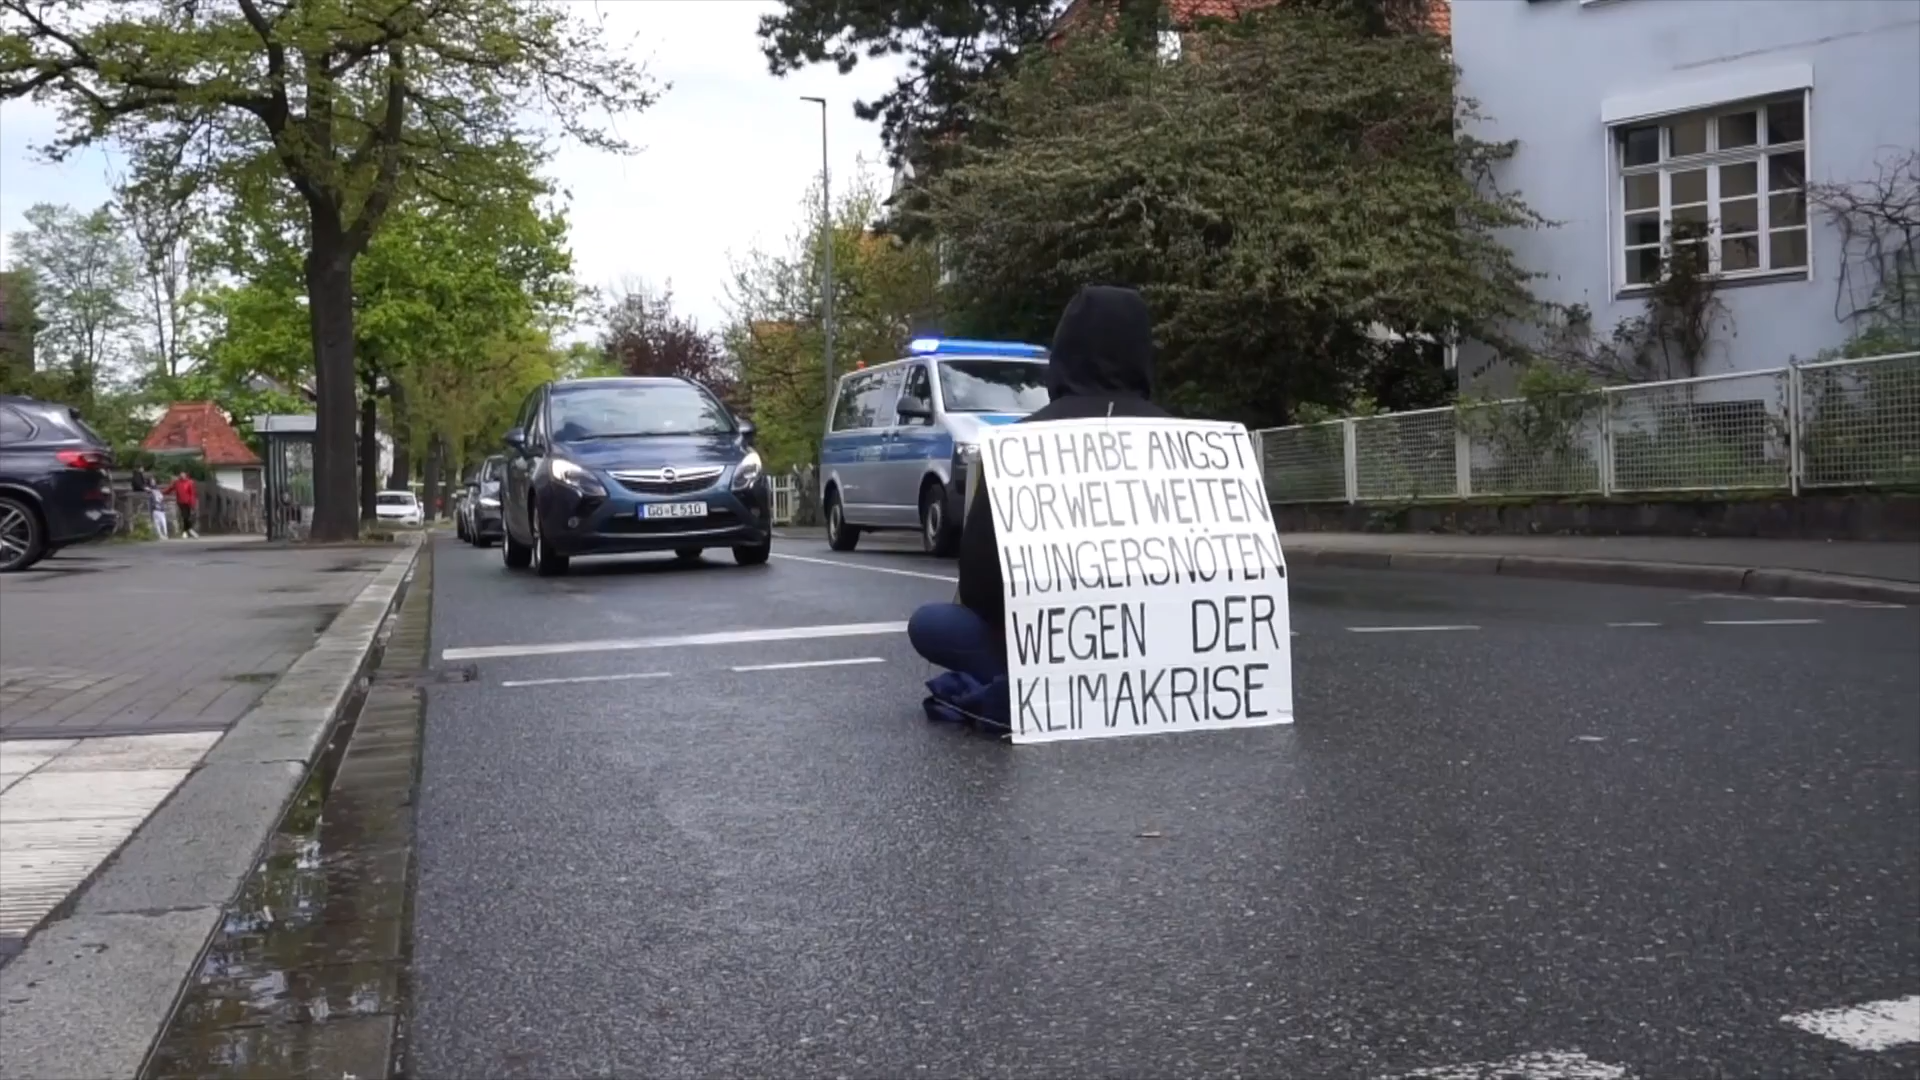 ICH HABE ANGST
VOR WELTWEITEN
HUNGERSNÖTEN
WEGEN DER
KLIMAKRISE
GÖ E 510